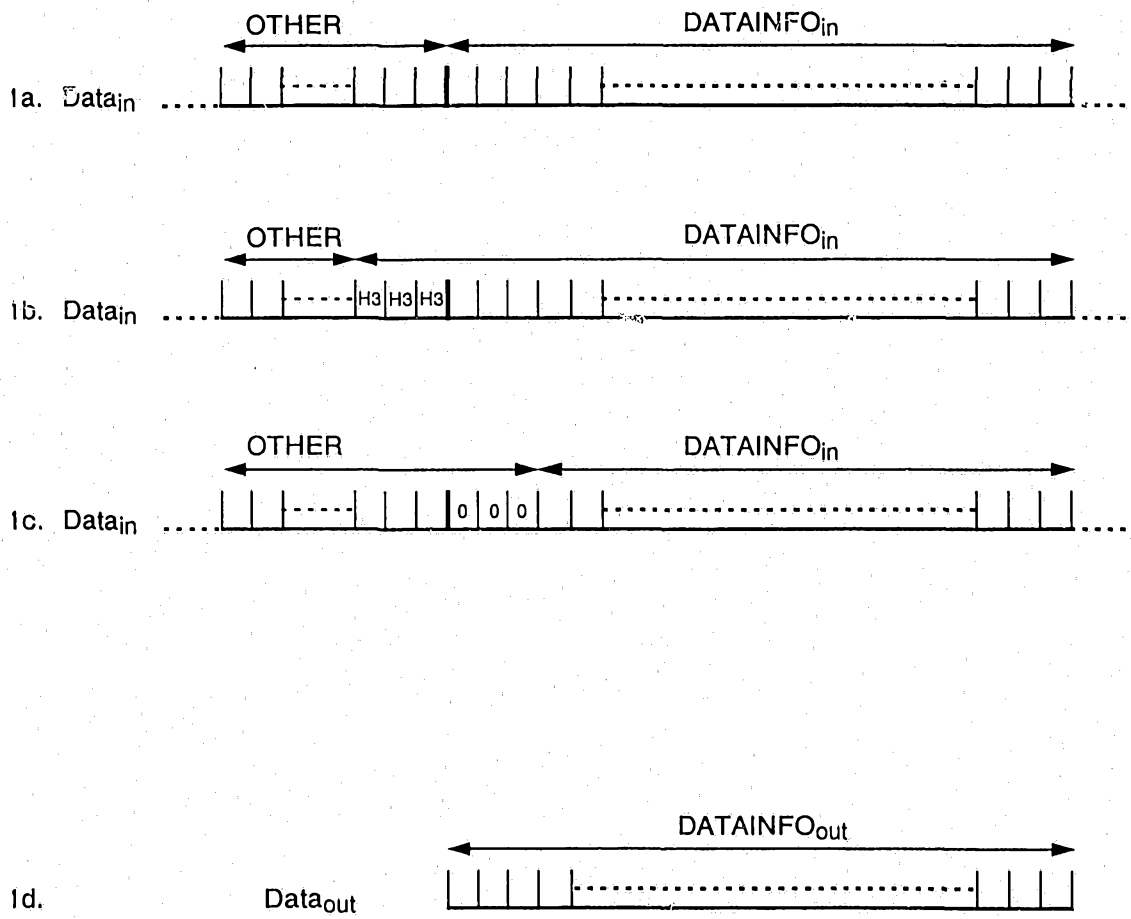 OTHER DATAINFOin
1a. Datain
OTHER DATAINFOin
1b. Datain H3 H3 H3
OTHER DATAINFOin
1c. Datain 0 0 0
DATAINFOout
1d. Dataout